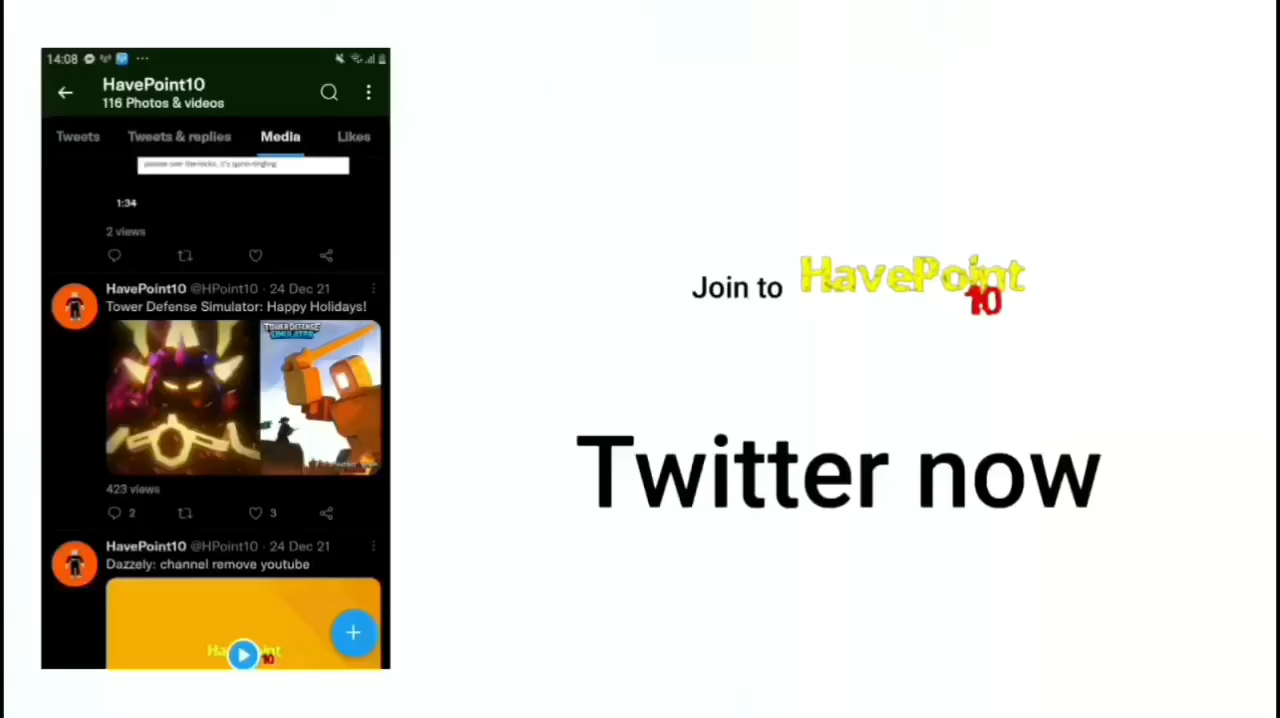 14:08
HavePoint10
116 Photos & videos
Tweets Tweets & replies Media Likes
1:34
2 views
HavePoint10 @HPoint10 · 24 Dec 21
Tower Defense Simulator: Happy Holidays!
TOWER DEFENSE
SIMULATOR
423 views
2 3
HavePoint10 @HPoint10 · 24 Dec 21
Dazzely: channel remove youtube
10
Join to HavePoint
10
Twitter now